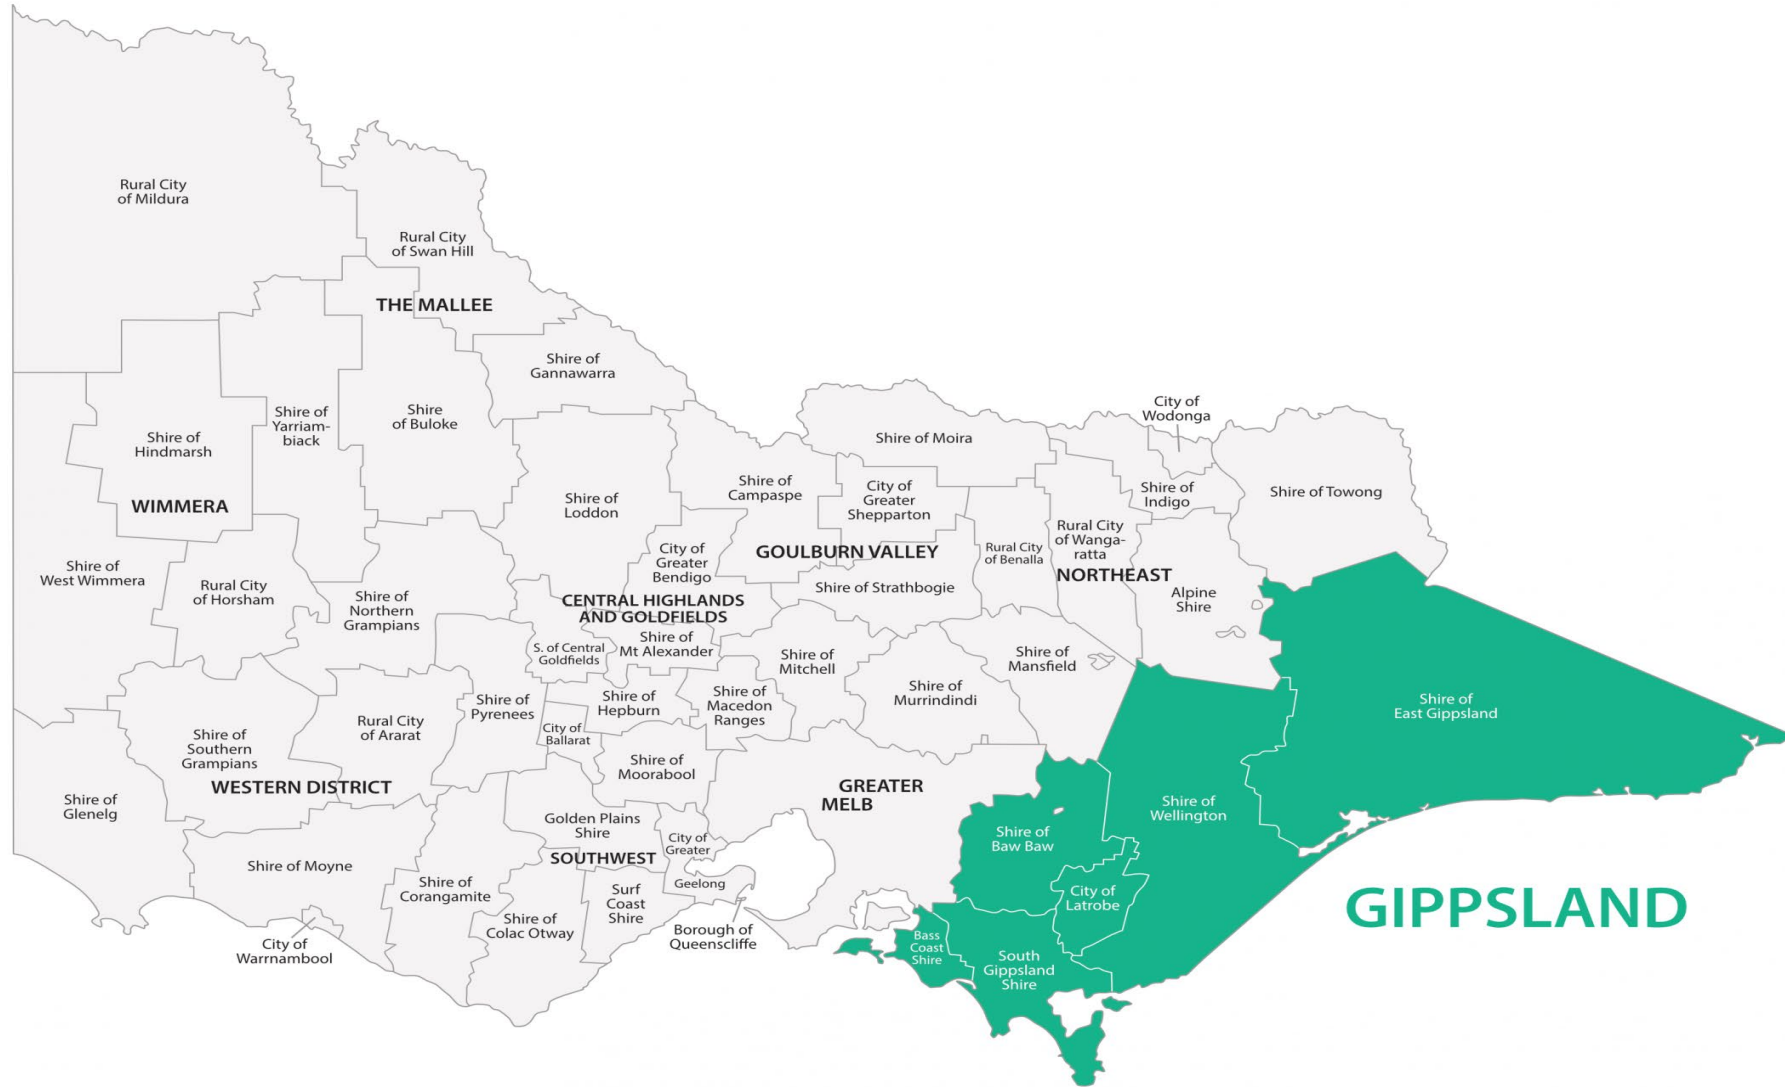 Rural City
of Mildura
Rural City
of Swan Hill
THE MALLEE
Shire of
Gannawarra
Shire of
Hindmarsh
Shire of
Yarriam-
biack
Shire
of Buloke
WIMMERA
Shire of
West Wimmera
Rural City
of Horsham
Shire of
Northern
Grampians
Shire of
Loddon
Shire of
Campaspe
Shire of Moira
City of
Greater
Shepparton
City of
Wodonga
Shire of
Indigo
Shire of Towong
City of
Greater
Bendigo
GOULBURN VALLEY
Rural City
of Benalla
Rural City
of Wanga-
ratta
NORTHEAST
Alpine
Shire
Shire of Strathbogie
CENTRAL HIGHLANDS
AND GOLDFIELDS
S. of Central
Goldfields
Shire of
Mt Alexander
Shire of
Mitchell
Shire of
Mansfield
Shire of
Murrindindi
Shire of
Southern
Grampians
Rural City
of Ararat
Shire of
Pyrenees
Shire of
Hepburn
Shire of
Macedon
Ranges
City of
Ballarat
Shire of
Moorabool
WESTERN DISTRICT
Shire of
Glenelg
Shire of Moyne
City of
Warrnambool
Shire of
Corangamite
Golden Plains
Shire
SOUTHWEST
City of
Greater
Geelong
Shire of
Colac Otway
Surf
Coast
Shire
Borough of
Queenscliffe
GREATER
MELB
Shire of
East Gippsland
Shire of
Wellington
Shire of
Baw Baw
City of
Latrobe
Bass
Coast
Shire
South
Gippsland
Shire
GIPPSLAND